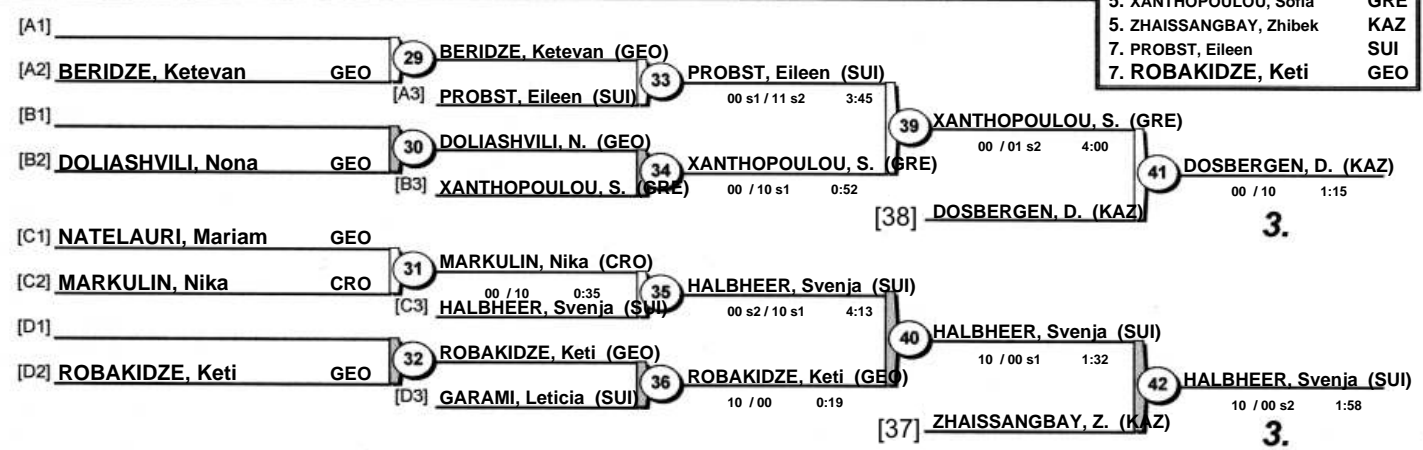 5. XANTHOPOULOU, Sofia GRE
5. ZHAISSANGBAY, Zhibek KAZ
7. PROBST, Eileen SUI
7. ROBAKIDZE, Keti GEO
[A1]
[A2] BERIDZE, Ketevan GEO
29
BERIDZE, Ketevan (GEO)
[A3] PROBST, Eileen (SUI)
33
PROBST, Eileen (SUI)
00 s1 / 11 s2 3:45
[B1]
[B2] DOLIASHVILI, Nona GEO
30
DOLIASHVILI, N. (GEO)
[B3] XANTHOPOULOU, S. (GRE)
34
XANTHOPOULOU, S. (GRE)
00 / 10 s1 0:52
39
XANTHOPOULOU, S. (GRE)
00 / 01 s2 4:00
[38] DOSBERGEN, D. (KAZ)
41
DOSBERGEN, D. (KAZ)
00 / 10 1:15
3.
[C1] NATELAURI, Mariam GEO
[C2] MARKULIN, Nika CRO
31
MARKULIN, Nika (CRO)
00 / 10 0:35
[C3] HALBHEER, Svenja (SUI)
35
HALBHEER, Svenja (SUI)
00 s2 / 10 s1 4:13
[D1]
[D2] ROBAKIDZE, Keti GEO
32
ROBAKIDZE, Keti (GEO)
[D3] GARAMI, Leticia (SUI)
36
ROBAKIDZE, Keti (GEO)
10 / 00 0:19
40
HALBHEER, Svenja (SUI)
10 / 00 s1 1:32
[37] ZHAISSANGBAY, Z. (KAZ)
42
HALBHEER, Svenja (SUI)
10 / 00 s2 1:58
3.